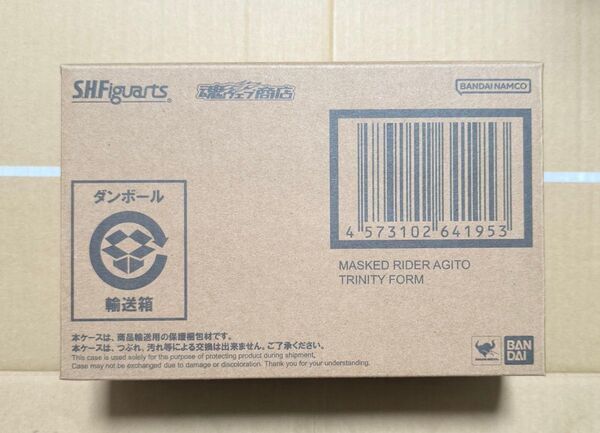 S.H.Figuarts
魂ウェブ商店
BANDAI NAMCO
4 573102 641953
MASKED RIDER AGITO
TRINITY FORM
ダンボール
輸送箱
本ケースは、商品輸送用の保護梱包材です。
本ケースは、つぶれ、汚れ等による交換は出来ません。ご了承ください。
This case is used solely for the purpose of protecting product during shipment.
Case may not be exchanged due to damage or discoloration. Thank you for your understanding.
BAN
DAI